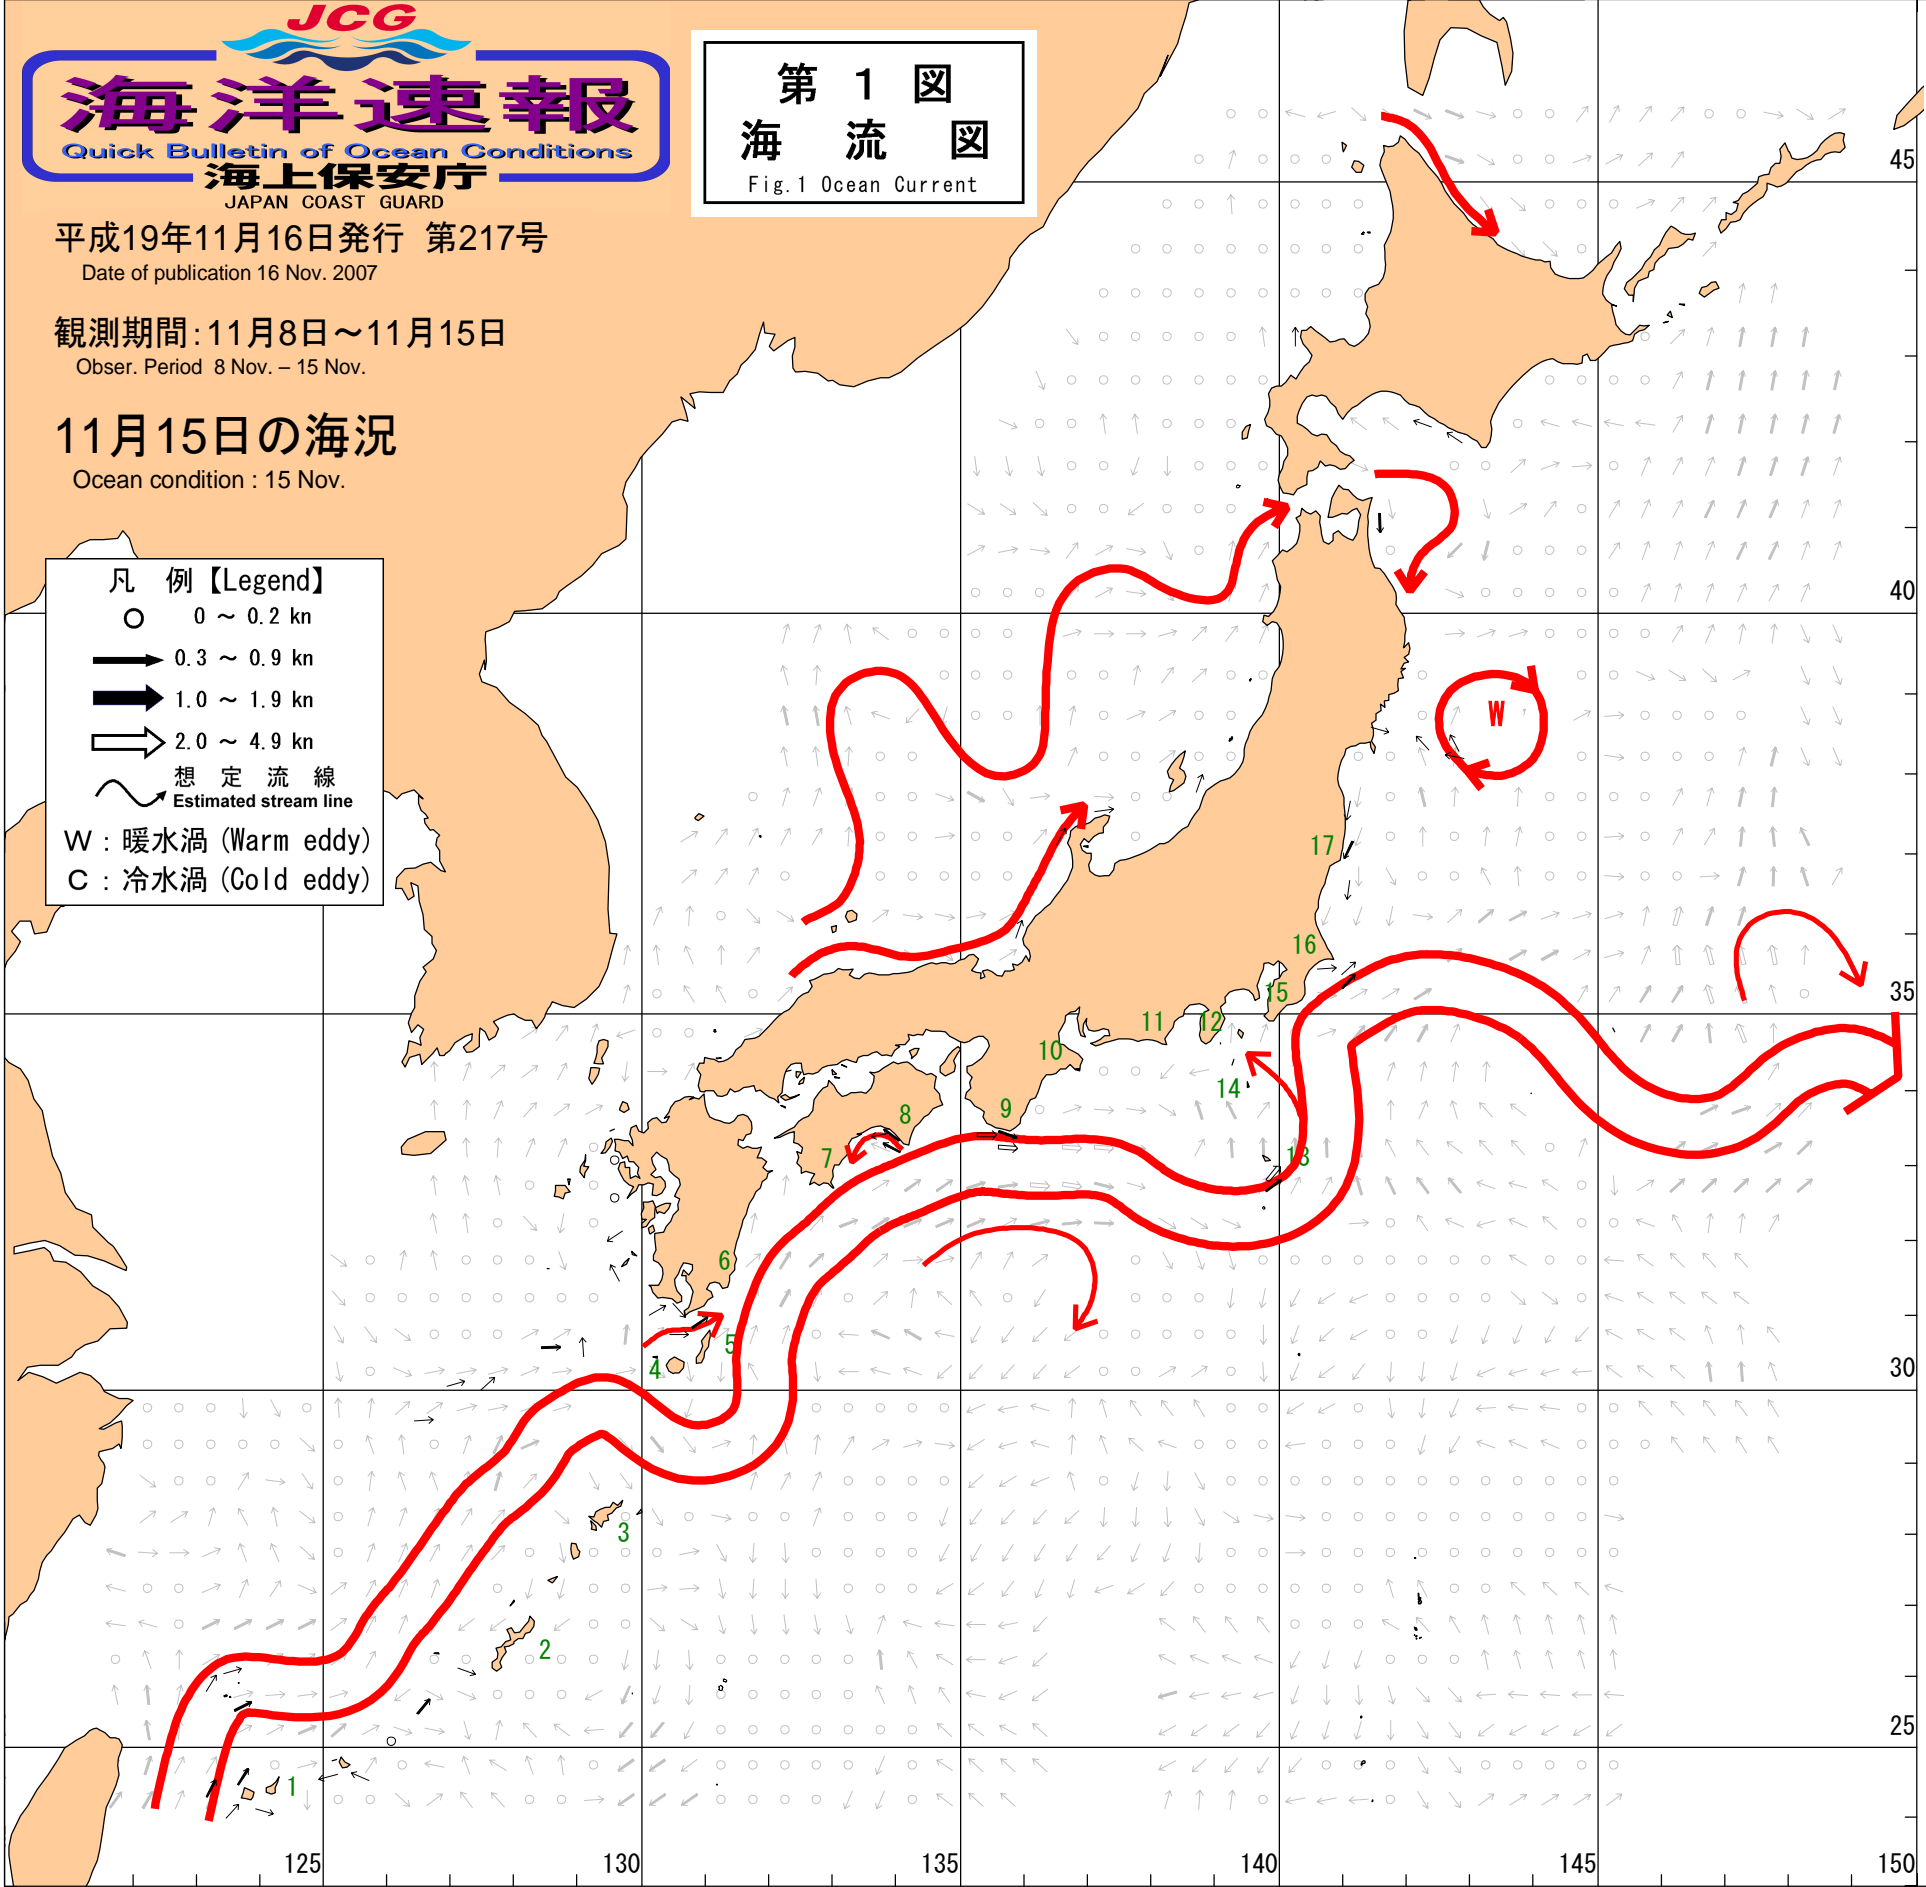 JCG
海洋速報
Quick Bulletin of Ocean Conditions
海上保安庁
JAPAN COAST GUARD
平成19年11月16日発行 第217号
Date of publication 16 Nov. 2007
観測期間:11月8日～11月15日
Obser. Period 8 Nov. – 15 Nov.
11月15日の海況
Ocean condition : 15 Nov.
第 1 図
海 流 図
Fig.1 Ocean Current
凡 例【Legend】
0 ～ 0.2 kn
0.3 ～ 0.9 kn
1.0 ～ 1.9 kn
2.0 ～ 4.9 kn
想 定 流 線
Estimated stream line
W : 暖水渦 (Warm eddy)
C : 冷水渦 (Cold eddy)
45
40
W
17
16
15
35
11
12
10
14
9
8
7
13
6
5
4
30
3
2
25
1
125
130
135
140
145
150